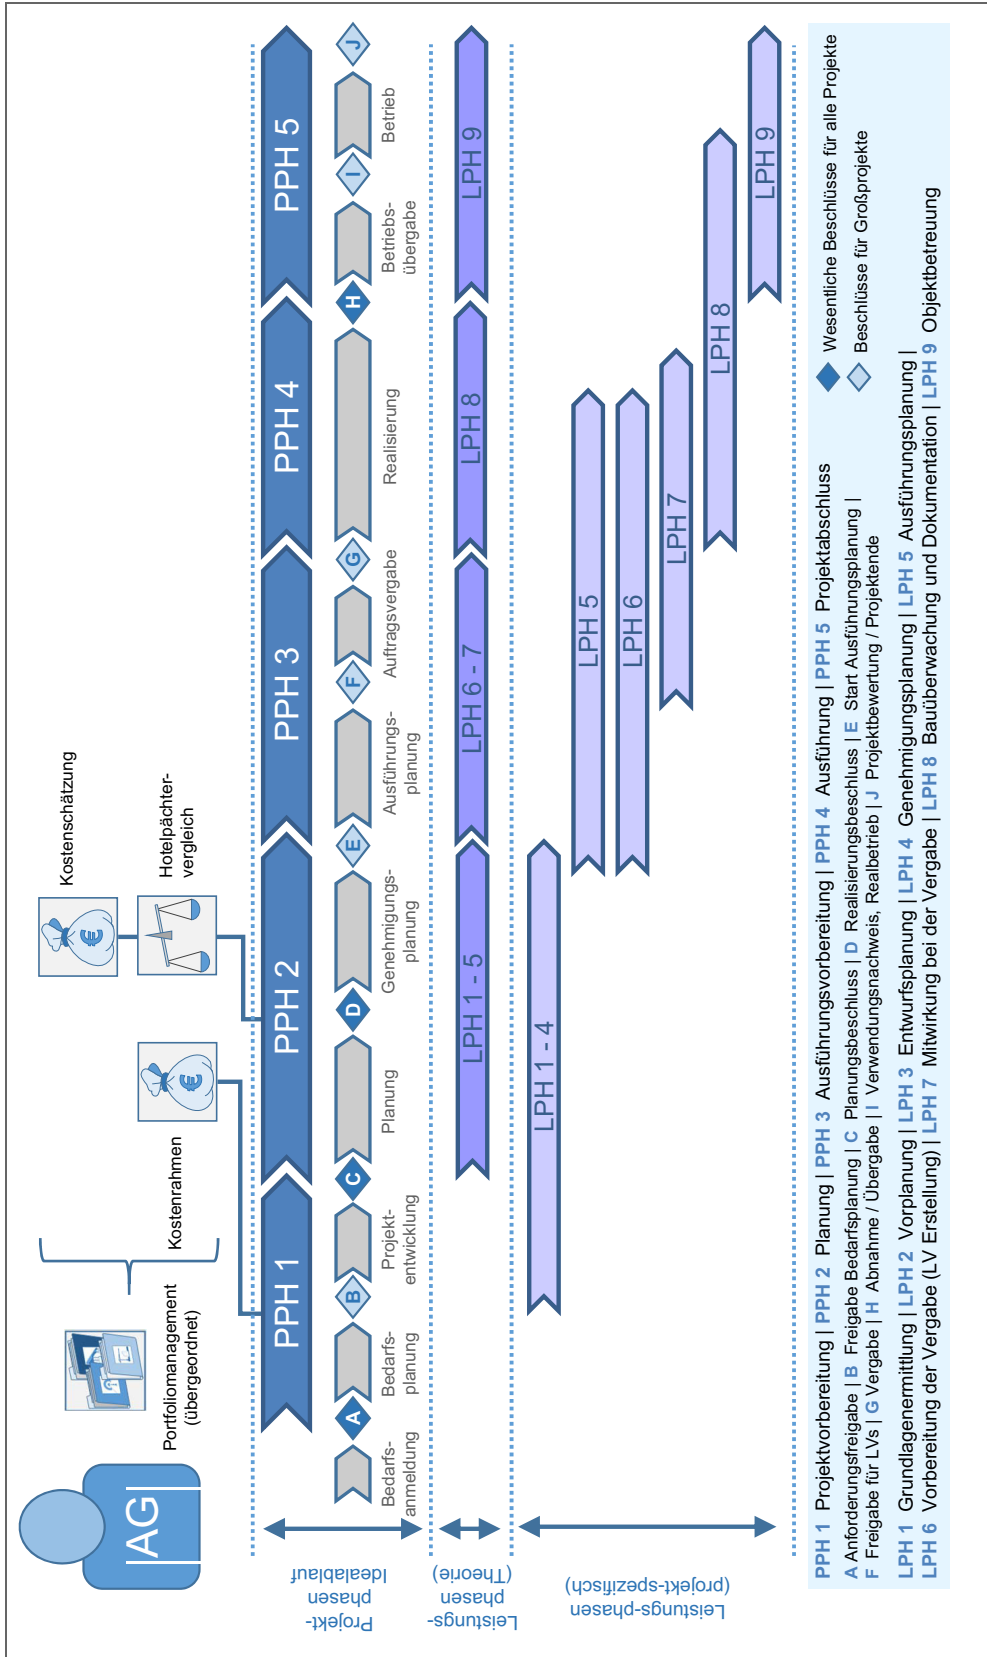 AG
Portfoliomanagement
(übergeordnet)
Kostenrahmen
Kostenschätzung
Hotelpächter-
vergleich
Projekt-
phasen
Idealablauf
PPH 1
PPH 2
PPH 3
PPH 4
PPH 5
A
B
C
D
E
F
G
H
I
J
Bedarfs-
anmeldung
Bedarfs-
planung
Projekt-
entwicklung
Planung
Genehmigungs-
planung
Ausführungs-
planung
Auftragsvergabe
Realisierung
Betriebs-
übergabe
Betrieb
Leistungs-
phasen
(Theorie)
LPH 1 - 5
LPH 6 - 7
LPH 8
LPH 9
Leistungs-phasen
(projekt-spezifisch)
LPH 1 - 4
LPH 5
LPH 6
LPH 7
LPH 8
LPH 9
PPH 1 Projektvorbereitung | PPH 2 Planung | PPH 3 Ausführungsvorbereitung | PPH 4 Ausführung | PPH 5 Projektabschluss
Wesentliche Beschlüsse für alle Projekte
A Anforderungsfreigabe | B Freigabe Bedarfsplanung | C Planungsbeschluss | D Realisierungsbeschluss | E Start Ausführungsplanung |
Beschlüsse für Großprojekte
F Freigabe für LVs | G Vergabe | H Abnahme / Übergabe | I Verwendungsnachweis, Realbetrieb | J Projektbewertung / Projektende
LPH 1 Grundlagenermittlung | LPH 2 Vorplanung | LPH 3 Entwurfsplanung | LPH 4 Genehmigungsplanung | LPH 5 Ausführungsplanung |
LPH 6 Vorbereitung der Vergabe (LV Erstellung) | LPH 7 Mitwirkung bei der Vergabe | LPH 8 Bauüberwachung und Dokumentation | LPH 9 Objektbetreuung